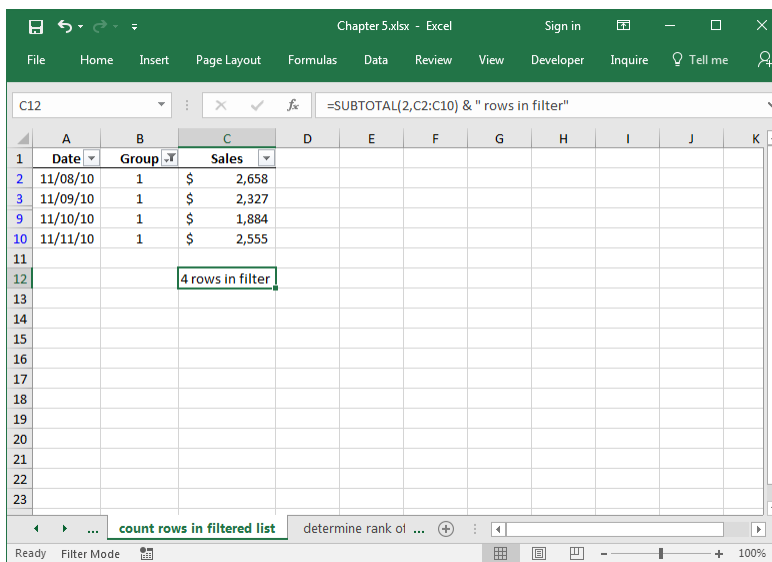 Chapter 5.xlsx - Excel Sign in
File Home Insert Page Layout Formulas Data Review View Developer Inquire Tell me
C12 fx =SUBTOTAL(2,C2:C10) & " rows in filter"
A B C D E F G H I J K
1 Date Group Sales
2 11/08/10 1 $ 2,658
3 11/09/10 1 $ 2,327
9 11/10/10 1 $ 1,884
10 11/11/10 1 $ 2,555
11
12 4 rows in filter
13
14
15
16
17
18
19
20
21
22
23
... count rows in filtered list determine rank of ...
Ready Filter Mode 100%